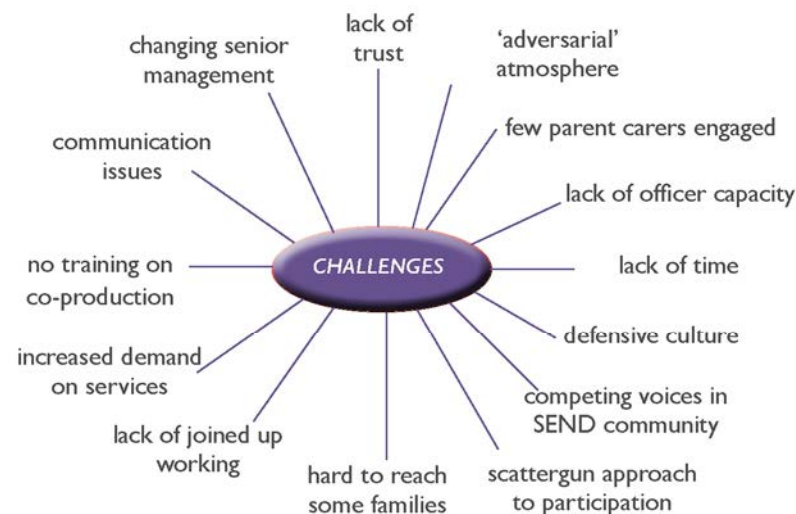 lack of
trust
'adversarial'
atmosphere
few parent carers engaged
lack of officer capacity
lack of time
defensive culture
competing voices in
SEND community
scattergun approach
to participation
hard to reach
some families
lack of joined up
working
increased demand
on services
no training on
co-production
communication
issues
changing senior
management
CHALLENGES